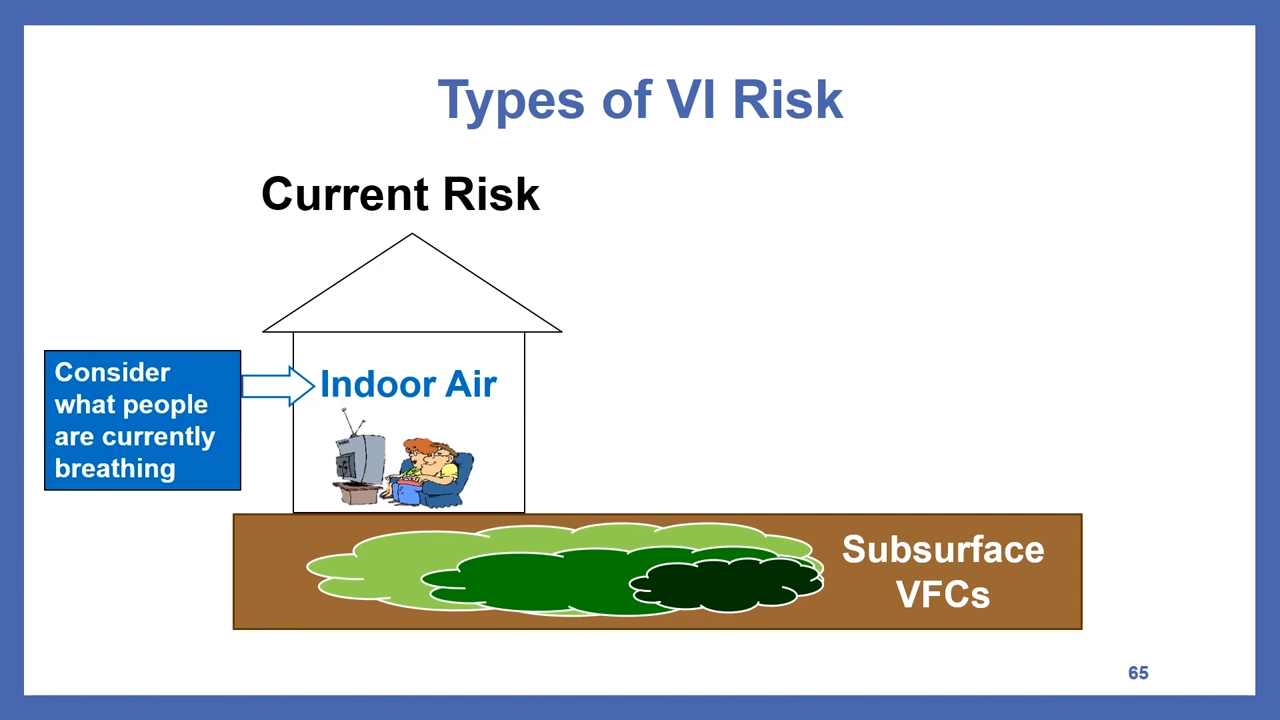 Types of VI Risk
Current Risk
Consider
what people
are currently
breathing
Indoor Air
Subsurface
VFCs
65